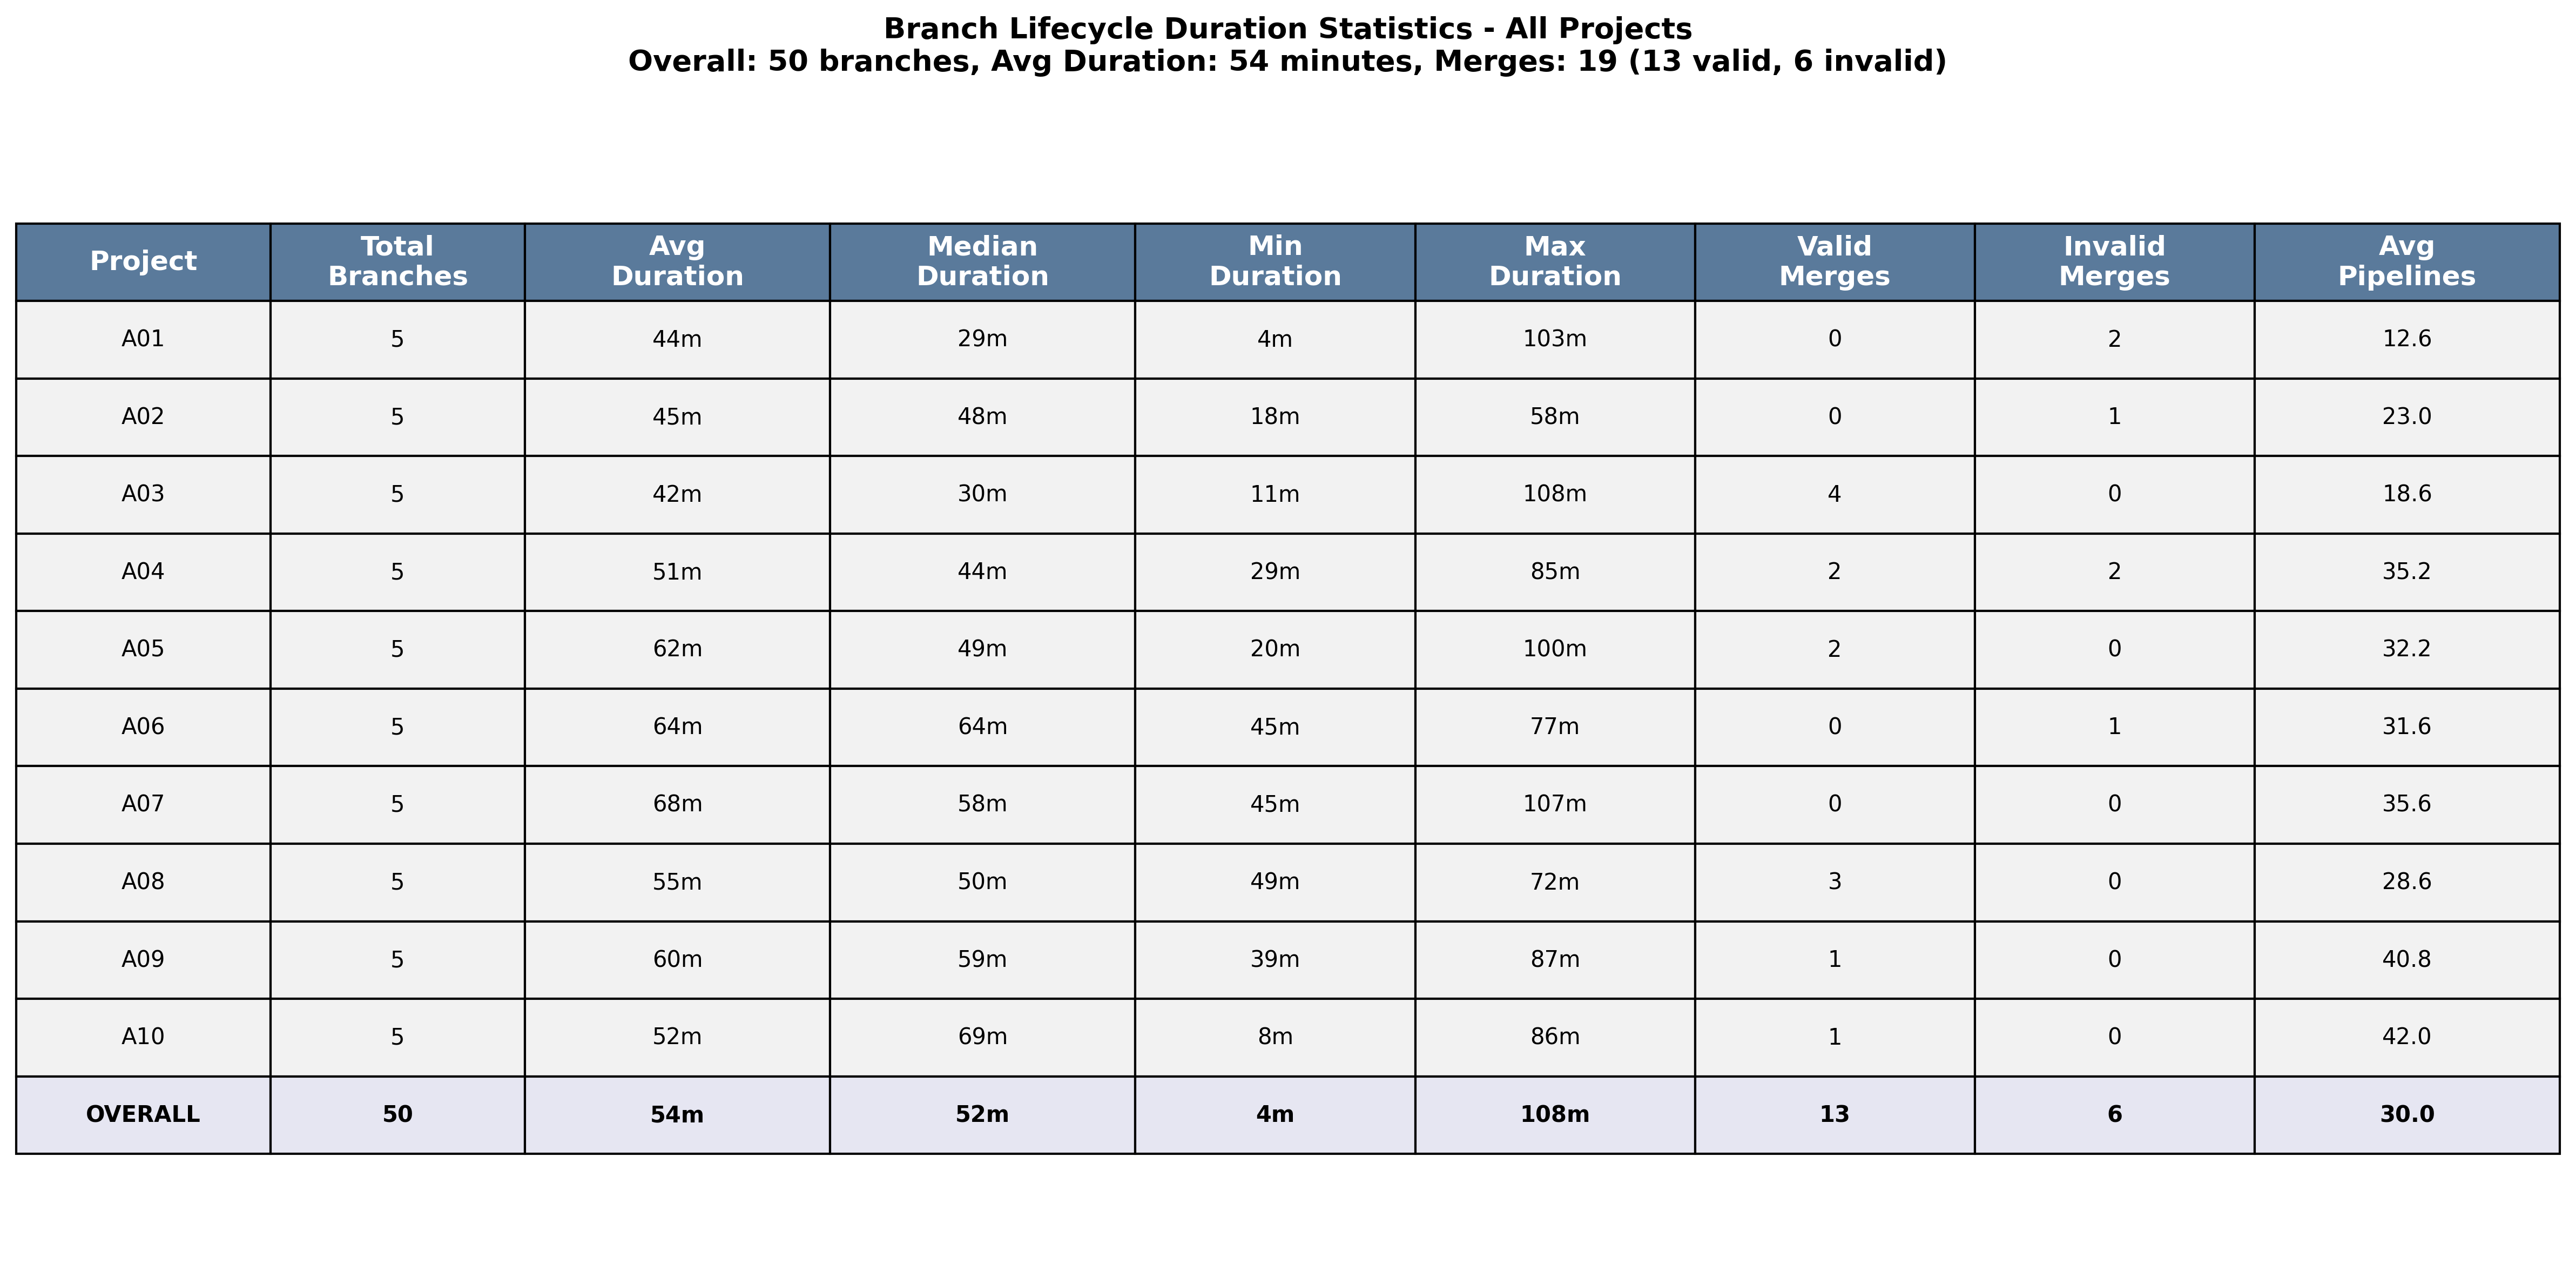 Branch Lifecycle Duration Statistics - All Projects
Overall: 50 branches, Avg Duration: 54 minutes, Merges: 19 (13 valid, 6 invalid)
Project Total Branches Avg Duration Median Duration Min Duration Max Duration Valid Merges Invalid Merges Avg Pipelines
A01 5 44m 29m 4m 103m 0 2 12.6
A02 5 45m 48m 18m 58m 0 1 23.0
A03 5 42m 30m 11m 108m 4 0 18.6
A04 5 51m 44m 29m 85m 2 2 35.2
A05 5 62m 49m 20m 100m 2 0 32.2
A06 5 64m 64m 45m 77m 0 1 31.6
A07 5 68m 58m 45m 107m 0 0 35.6
A08 5 55m 50m 49m 72m 3 0 28.6
A09 5 60m 59m 39m 87m 1 0 40.8
A10 5 52m 69m 8m 86m 1 0 42.0
OVERALL 50 54m 52m 4m 108m 13 6 30.0